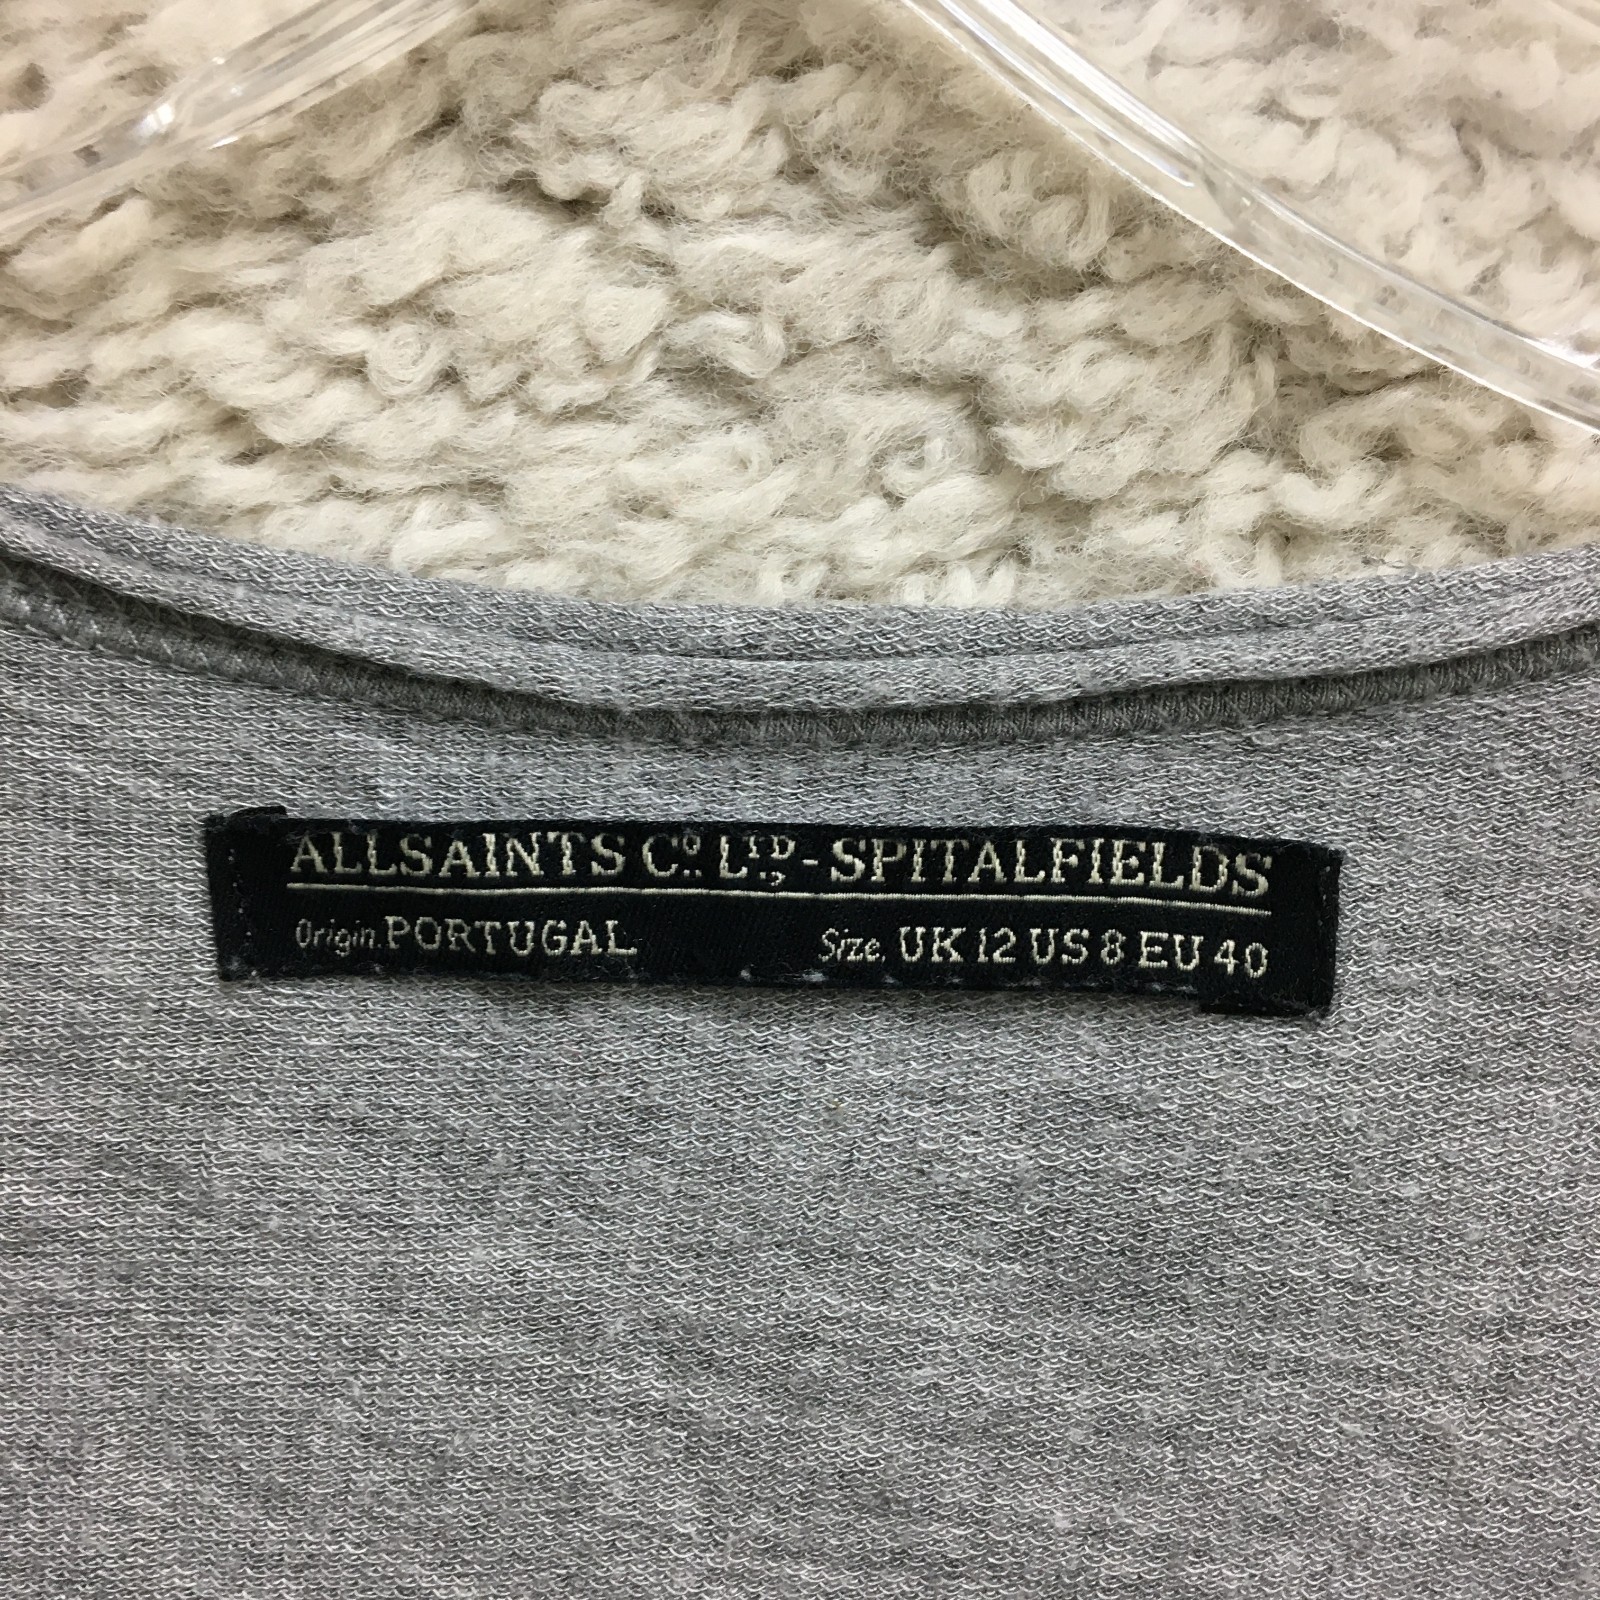 ALLSAINTS Cº. LTD. - SPITALFIELDS
Origin. PORTUGAL Size. UK 12 US 8 EU 40